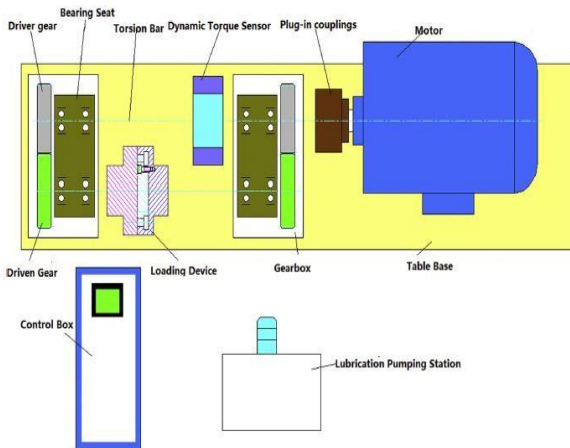 Driver gear
Bearing Seat
Torsion Bar
Dynamic Torque Sensor
Plug-in couplings
Motor
Driven Gear
Loading Device
Gearbox
Table Base
Control Box
Lubrication Pumping Station